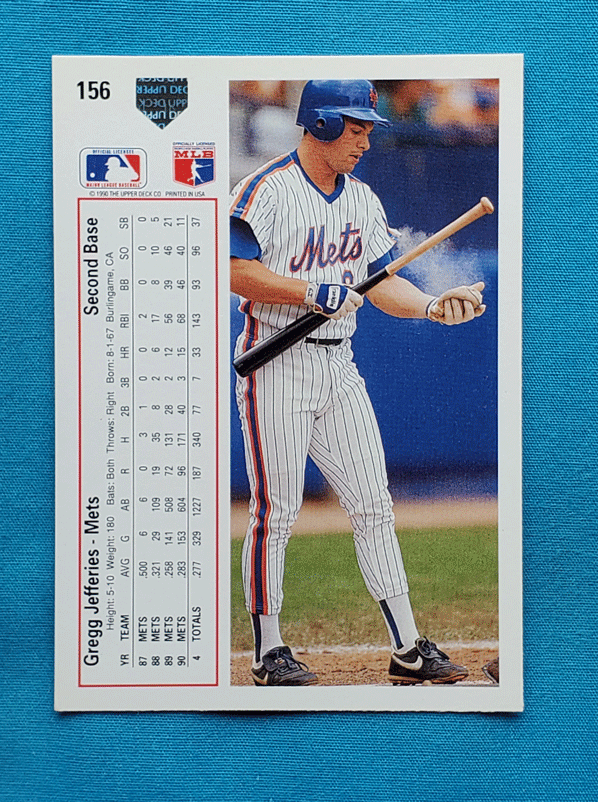 156
UPPER DECK
OFFICIAL LICENSEE
MAJOR LEAGUE BASEBALL
OFFICIALLY LICENSED
MLB
© 1990 THE UPPER DECK CO. PRINTED IN USA
Gregg Jefferies - Mets Second Base
Height: 5-10 Weight: 180 Bats: Both Throws: Right Born: 8-1-67 Burlingame, CA
YR TEAM AVG G AB R H 2B 3B HR RBI BB SO SB
87 METS .500 6 6 0 3 1 0 0 2 0 0 0
88 METS .321 29 109 19 35 8 2 6 17 8 10 5
89 METS .258 141 508 72 131 28 2 12 56 39 46 21
90 METS .283 153 604 96 171 40 3 15 68 46 40 11
4 TOTALS .277 329 1227 187 340 77 7 33 143 93 96 37
Mets